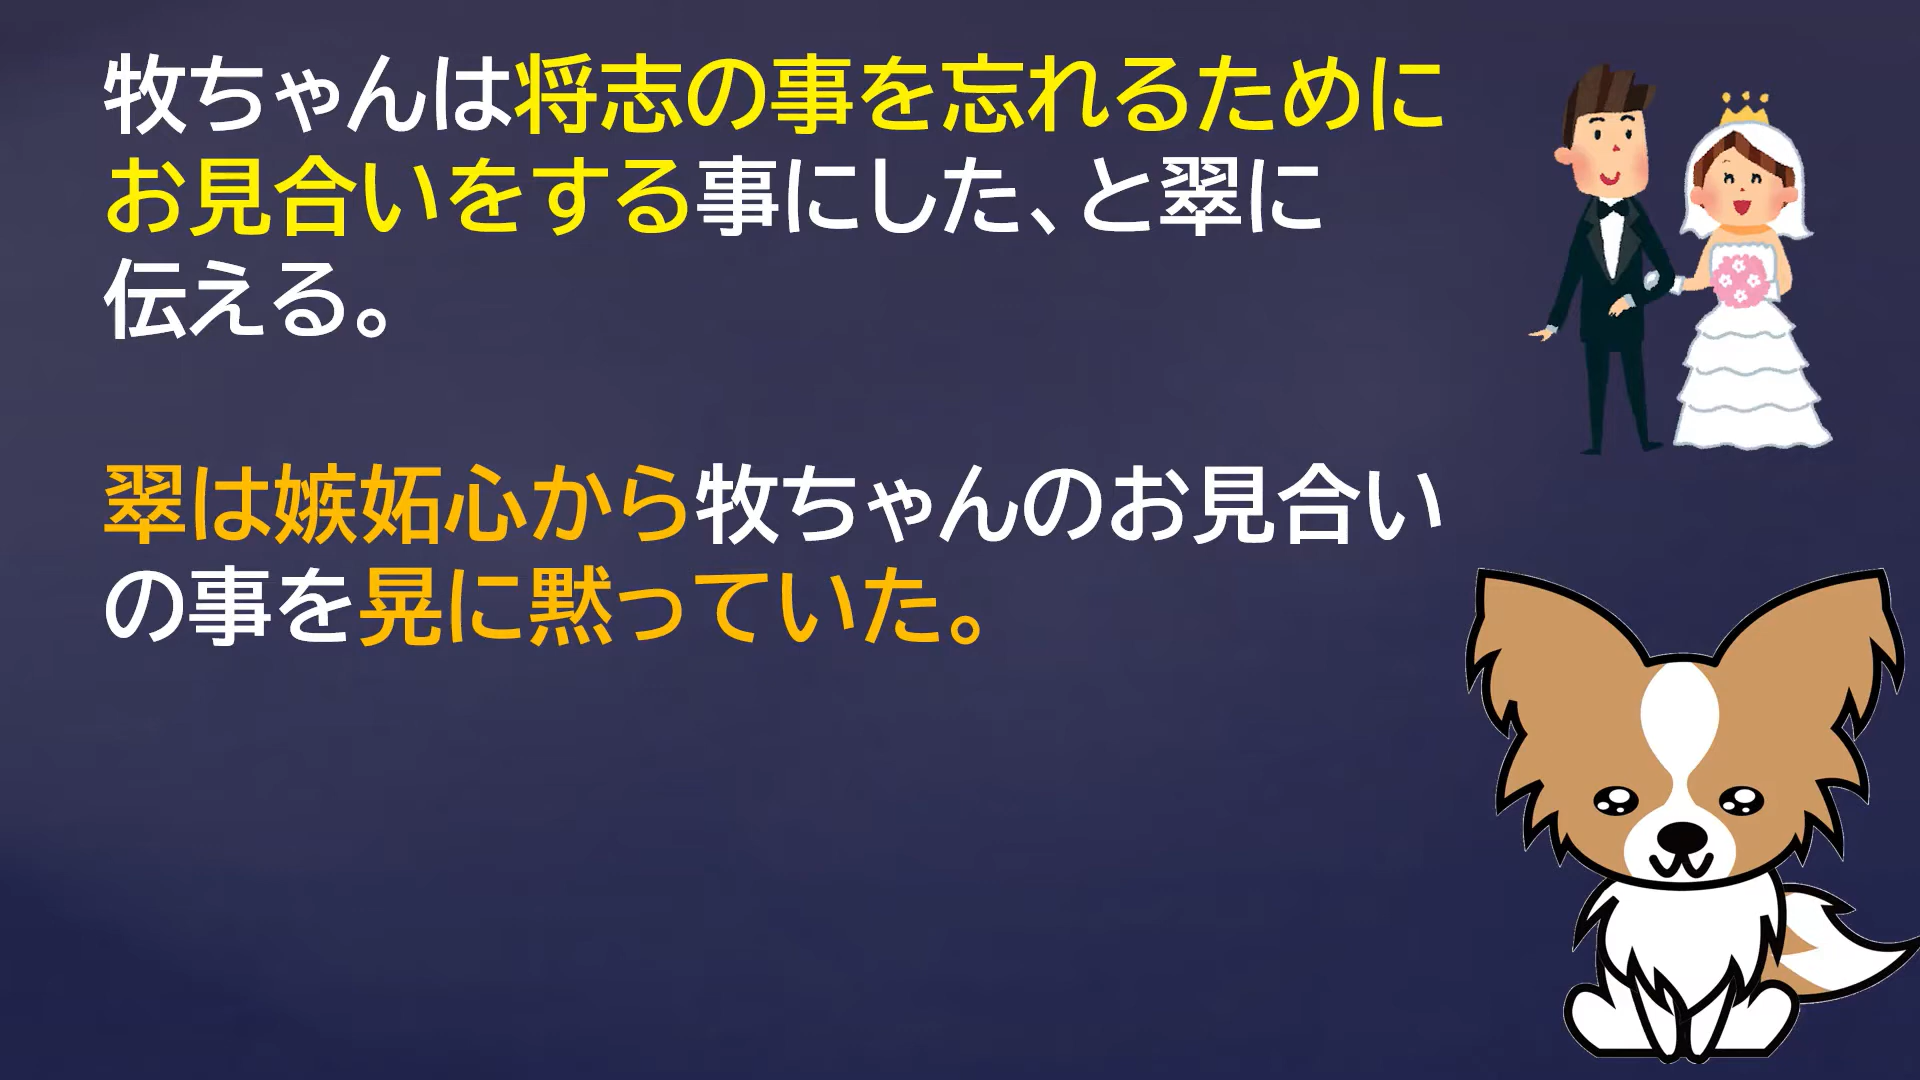 牧ちゃんは将志の事を忘れるために
お見合いをする事にした、と翠に
伝える。
翠は嫉妬心から牧ちゃんのお見合い
の事を晃に黙っていた。